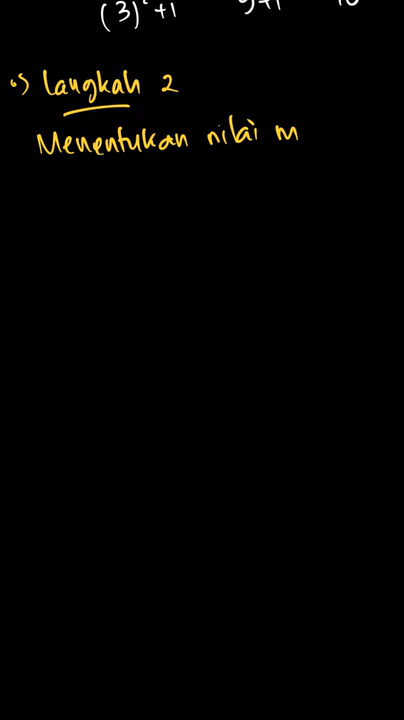 (3)² + 1 9 + 1 10
•) Langkah 2
Menentukan nilai m